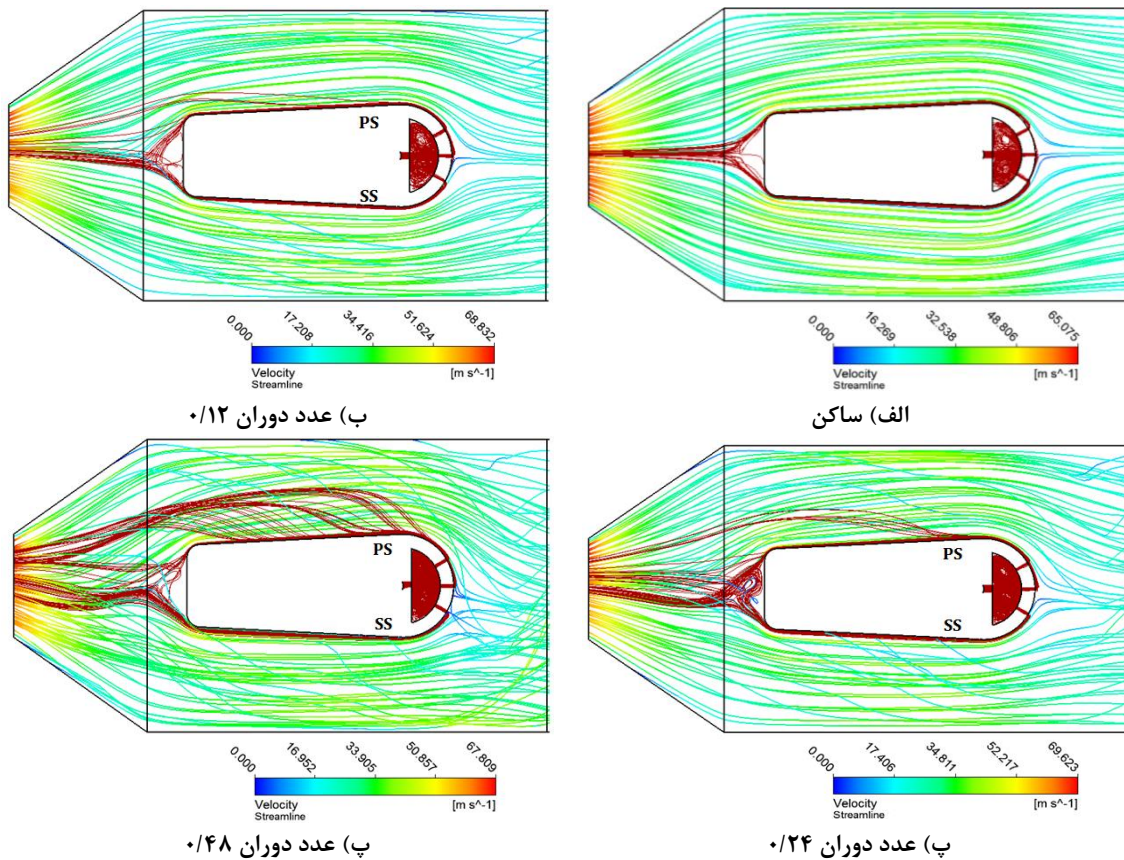 PS
SS
PS
SS
0.000 17.208 34.416 51.624 68.832
Velocity [m s^-1]
Streamline
0.000 16.269 32.538 48.806 65.075
Velocity [m s^-1]
Streamline
الف) ساکن
ب) عدد دوران ۰/۱۲
PS
SS
PS
SS
0.000 16.952 33.905 50.857 67.809
Velocity [m s^-1]
Streamline
0.000 17.406 34.811 52.217 69.623
Velocity [m s^-1]
Streamline
پ) عدد دوران ۰/۲۴
پ) عدد دوران ۰/۴۸